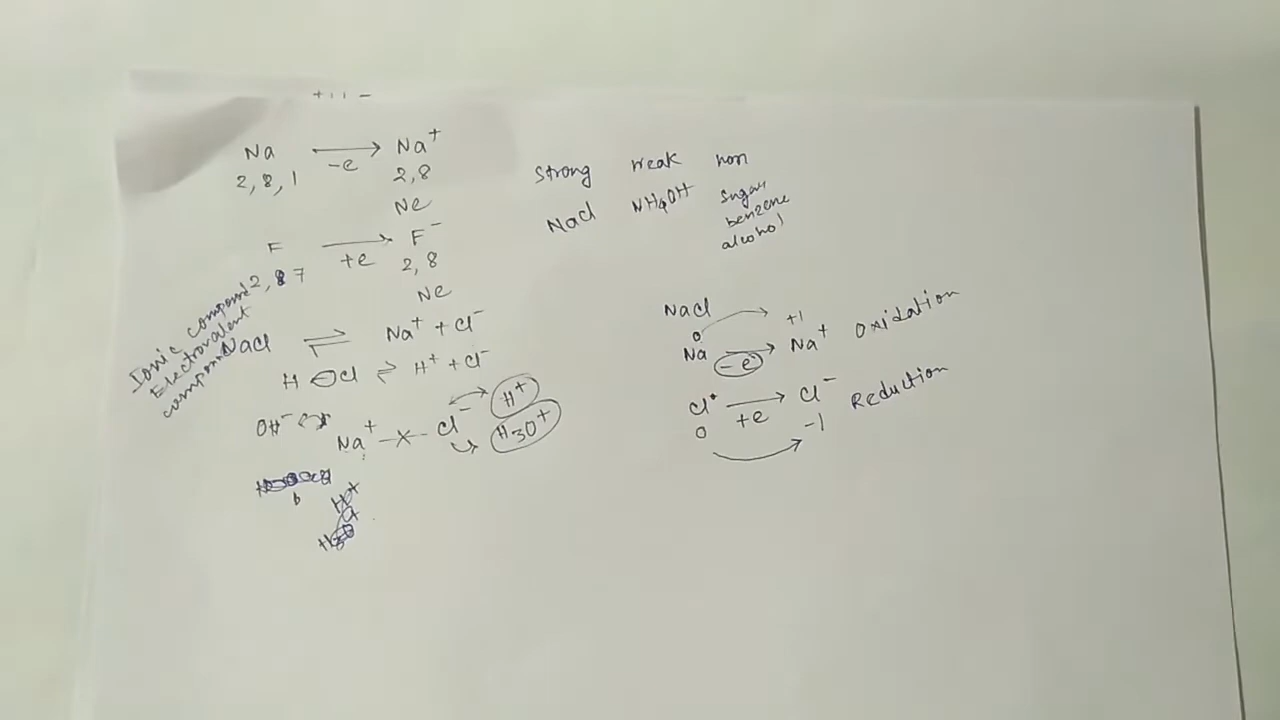 Na —-e→ Na⁺
2, 8, 1 2, 8
Ne
F —+e→ F⁻
2, 7 2, 8
Ne
Ionic compound
Electrovalent
compound
NaCl ⇌ Na⁺ + Cl⁻
H Cl ⇌ H⁺ + Cl⁻
OH⁻
Na⁺ —X— Cl⁻ H⁺
H3O⁺
H⁺
strong weak non
NaCl NH4OH sugar
benzene
alcohol
NaCl
0 +1
Na —-e→ Na⁺ Oxidation
Cl —+e→ Cl⁻ Reduction
0 -1